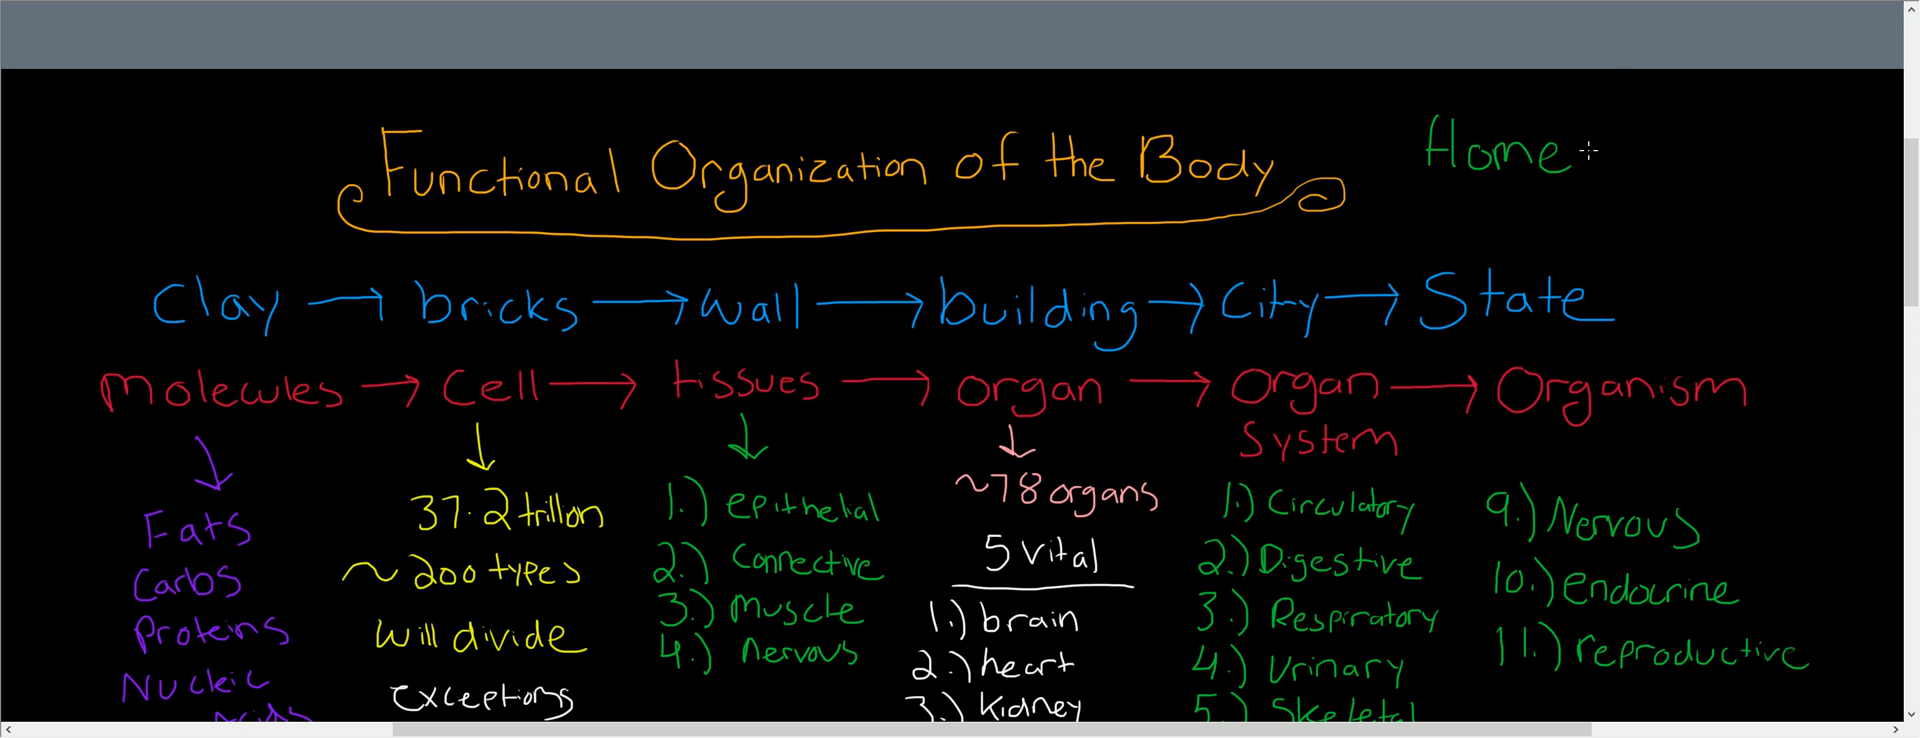 Functional Organization of the Body
Home
Clay → bricks → wall → building → City → State
Molecules → Cell → tissues → organ → Organ System → Organism
Fats
Carbs
Proteins
Nucleic
Acids
37.2 trillon
~200 types
will divide
exceptions
1.) epithelial
2.) Connective
3.) Muscle
4.) Nervous
~78 organs
5 vital
1.) brain
2.) heart
3.) Kidney
1.) Circulatory
2.) Digestive
3.) Respiratory
4.) Urinary
5.) Skeletal
9.) Nervous
10.) Endocrine
11.) reproductive